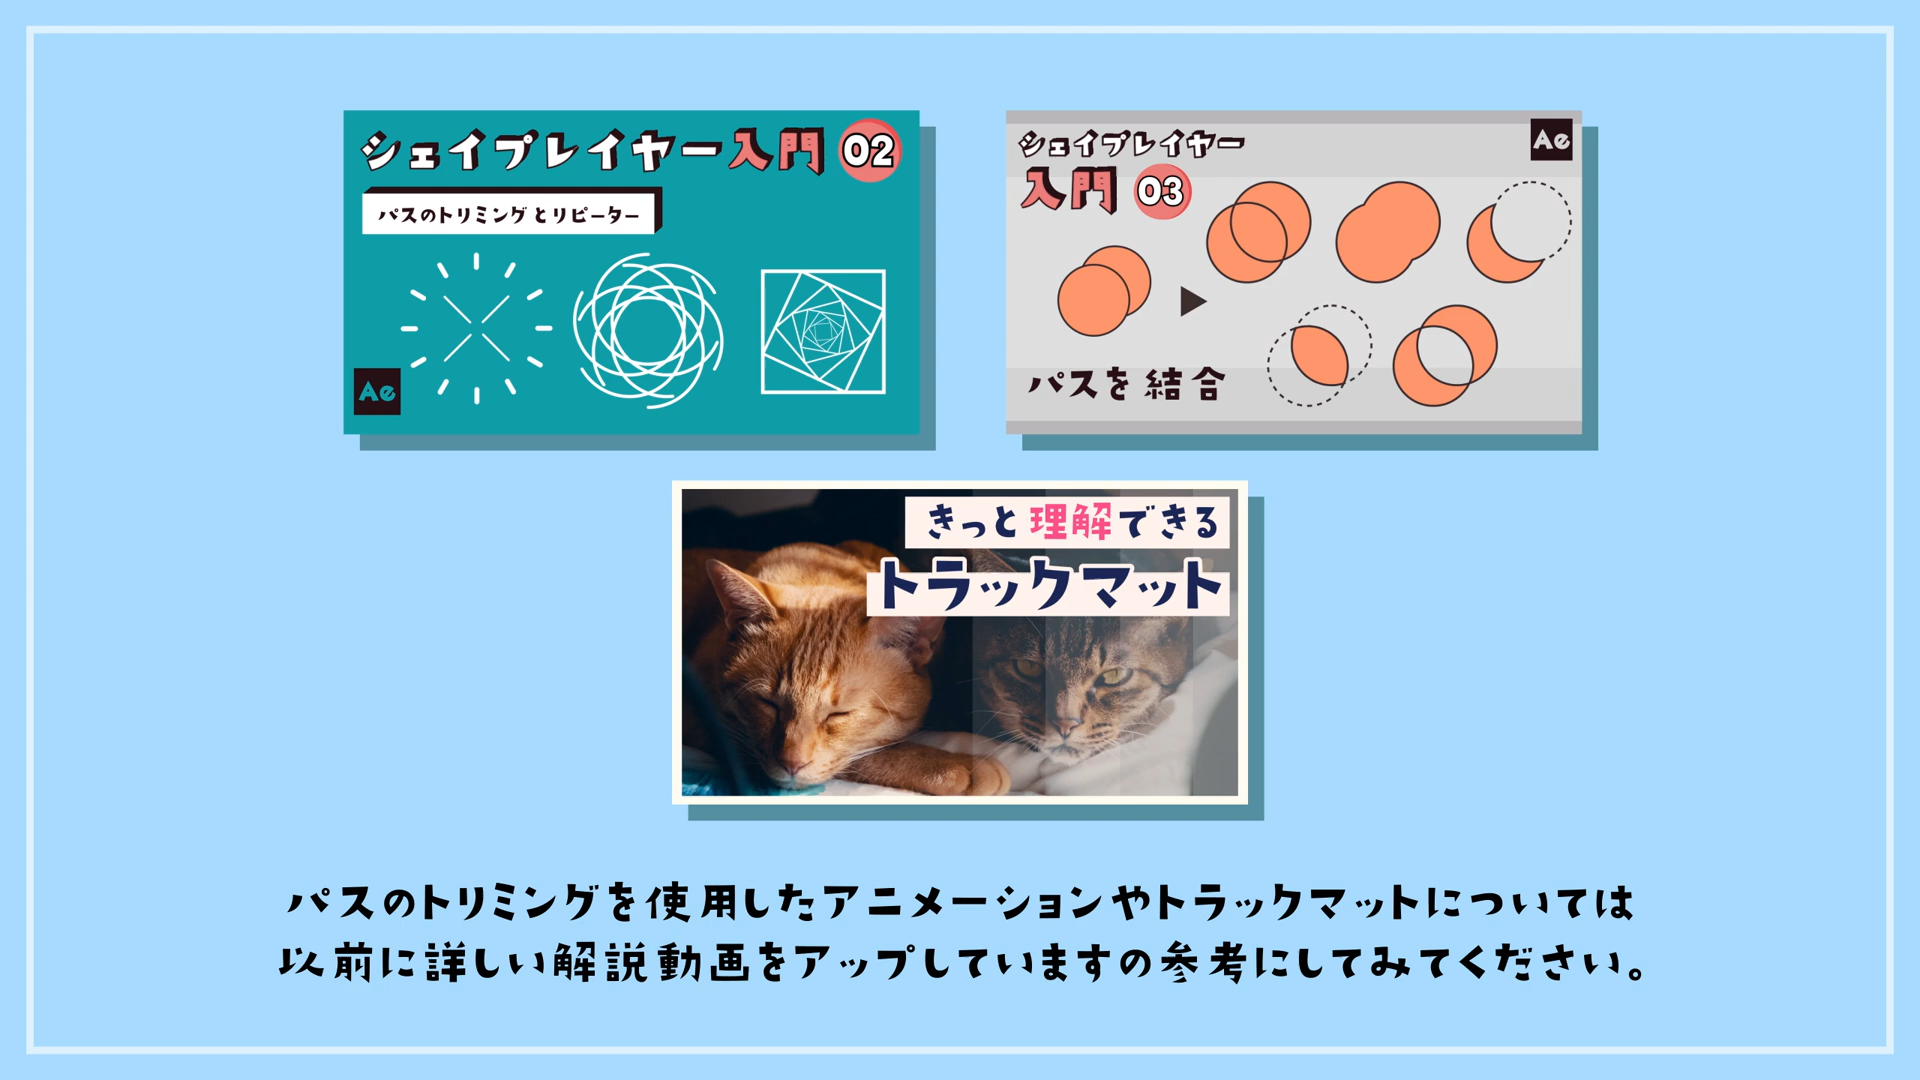 シェイプレイヤー入門 02
パスのトリミングとリピーター
Ae
シェイプレイヤー
入門 03
Ae
パスを結合
きっと理解できる
トラックマット
パスのトリミングを使用したアニメーションやトラックマットについては
以前に詳しい解説動画をアップしていますの参考にしてみてください。